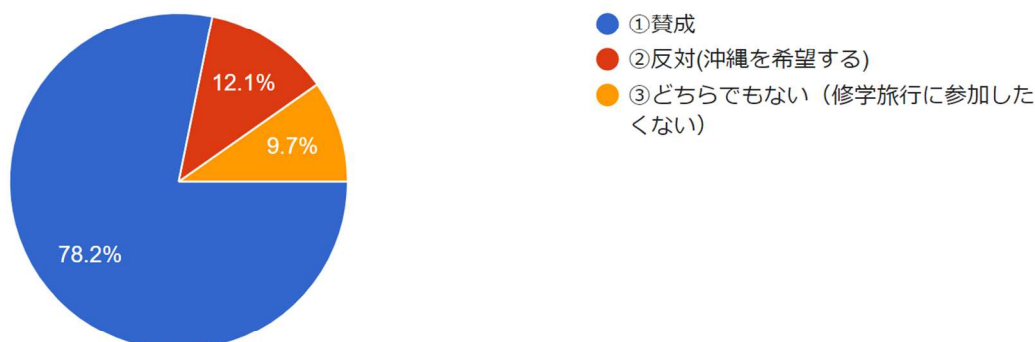 ①賛成
②反対(沖縄を希望する)
③どちらでもない（修学旅行に参加した
くない）
12.1%
9.7%
78.2%